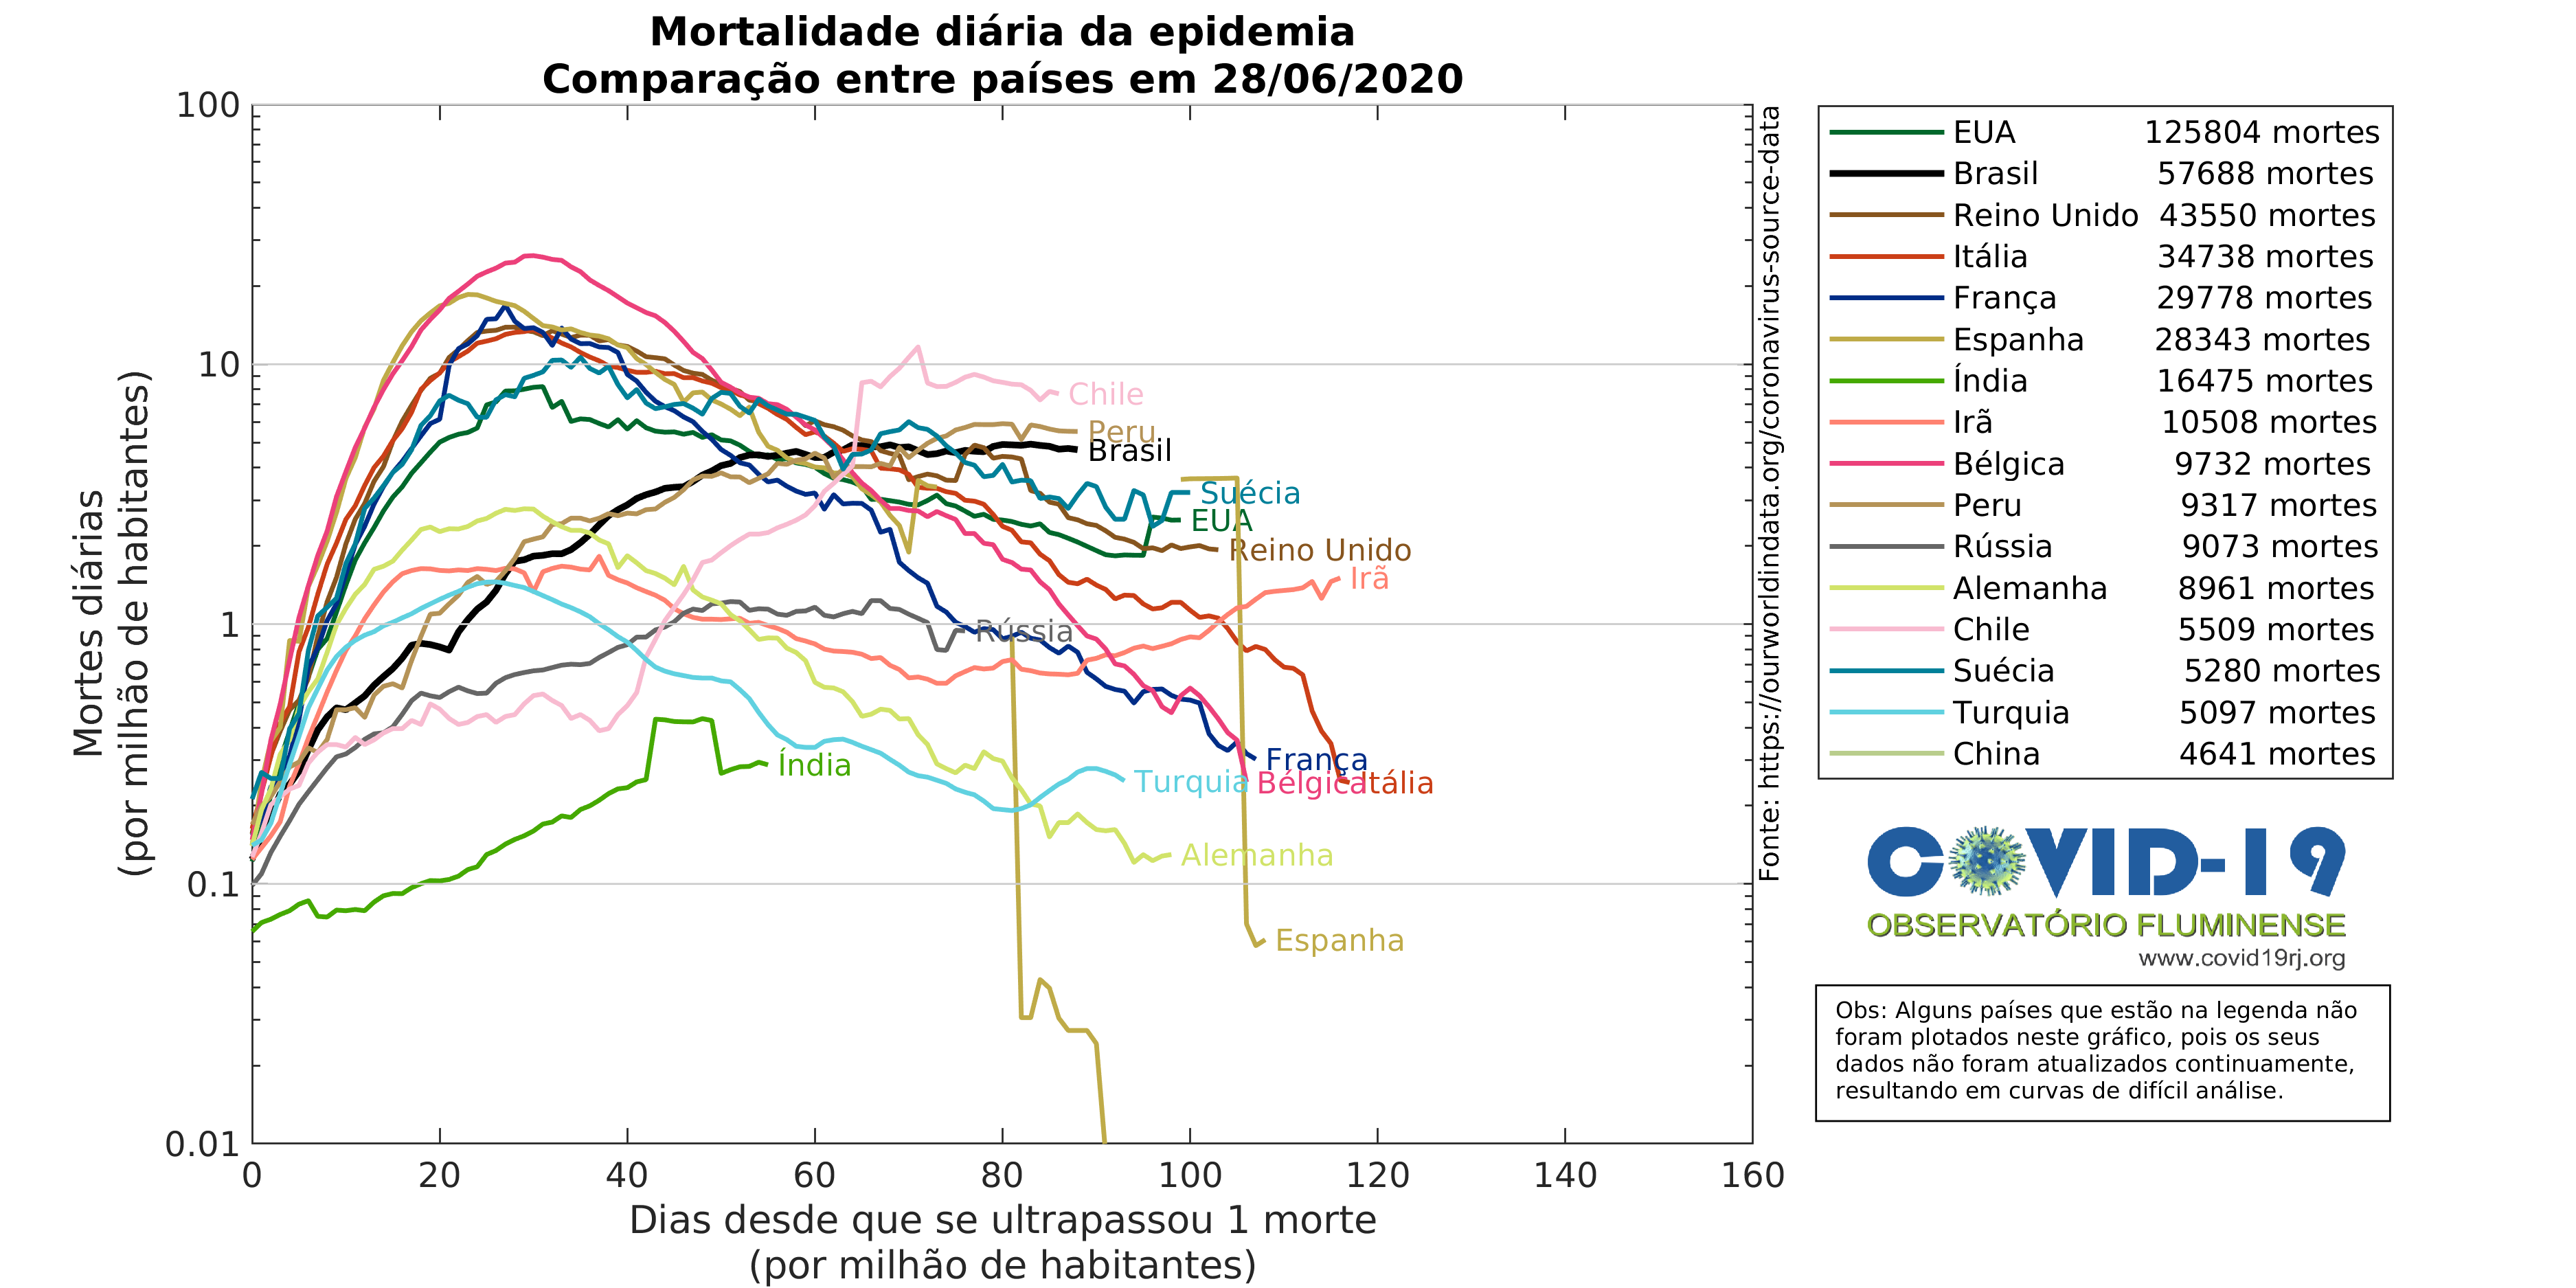 Mortalidade diária da epidemia
Comparação entre países em 28/06/2020
Mortes diárias
(por milhão de habitantes)
100
10
1
0.1
0.01
0
20
40
60
80
100
120
140
160
Dias desde que se ultrapassou 1 morte
(por milhão de habitantes)
Chile
Peru
Brasil
Suécia
EUA
Reino Unido
Irã
Rússia
Índia
França
Turquia
Bélgica
Itália
Alemanha
Espanha
Fonte: https://ourworldindata.org/coronavirus-source-data
EUA 125804 mortes
Brasil 57688 mortes
Reino Unido 43550 mortes
Itália 34738 mortes
França 29778 mortes
Espanha 28343 mortes
Índia 16475 mortes
Irã 10508 mortes
Bélgica 9732 mortes
Peru 9317 mortes
Rússia 9073 mortes
Alemanha 8961 mortes
Chile 5509 mortes
Suécia 5280 mortes
Turquia 5097 mortes
China 4641 mortes
COVID-19
OBSERVATÓRIO FLUMINENSE
www.covid19rj.org
Obs: Alguns países que estão na legenda não
foram plotados neste gráfico, pois os seus
dados não foram atualizados continuamente,
resultando em curvas de difícil análise.